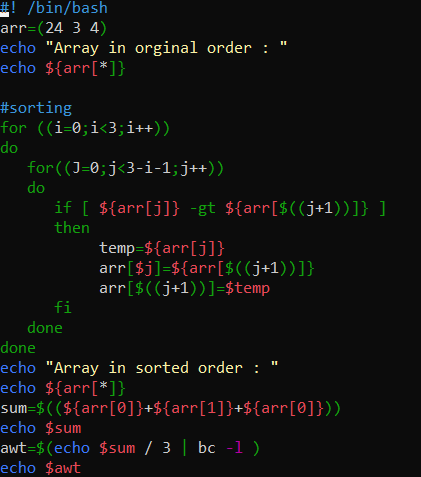 #! /bin/bash
arr=(24 3 4)
echo "Array in orginal order : "
echo ${arr[*]}

#sorting
for ((i=0;i<3;i++))
do
   for((J=0;j<3-i-1;j++))
   do
      if [ ${arr[j]} -gt ${arr[$((j+1))]} ]
      then
           temp=${arr[j]}
           arr[$j]=${arr[$((j+1))]}
           arr[$((j+1))]=$temp
      fi
   done
done
echo "Array in sorted order : "
echo ${arr[*]}
sum=$((${arr[0]}+${arr[1]}+${arr[0]}))
echo $sum
awt=$(echo $sum / 3 | bc -l )
echo $awt